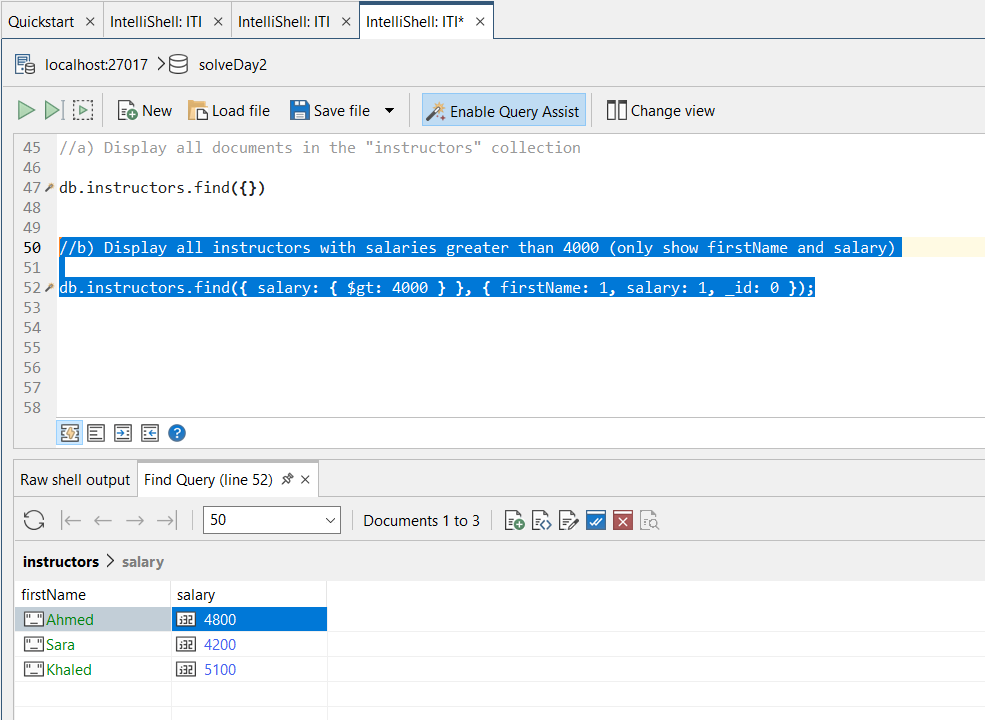 Quickstart × IntelliShell: ITI × IntelliShell: ITI × IntelliShell: ITI* ×
localhost:27017 > solveDay2
New Load file Save file Enable Query Assist Change view
45 //a) Display all documents in the "instructors" collection
46
47 db.instructors.find({})
48
49
50 //b) Display all instructors with salaries greater than 4000 (only show firstName and salary)
51
52 db.instructors.find({ salary: { $gt: 4000 } }, { firstName: 1, salary: 1, _id: 0 });
53
54
55
56
57
58
Raw shell output Find Query (line 52) ×
50 Documents 1 to 3
instructors > salary
firstName salary
"_" Ahmed i32 4800
"_" Sara i32 4200
"_" Khaled i32 5100